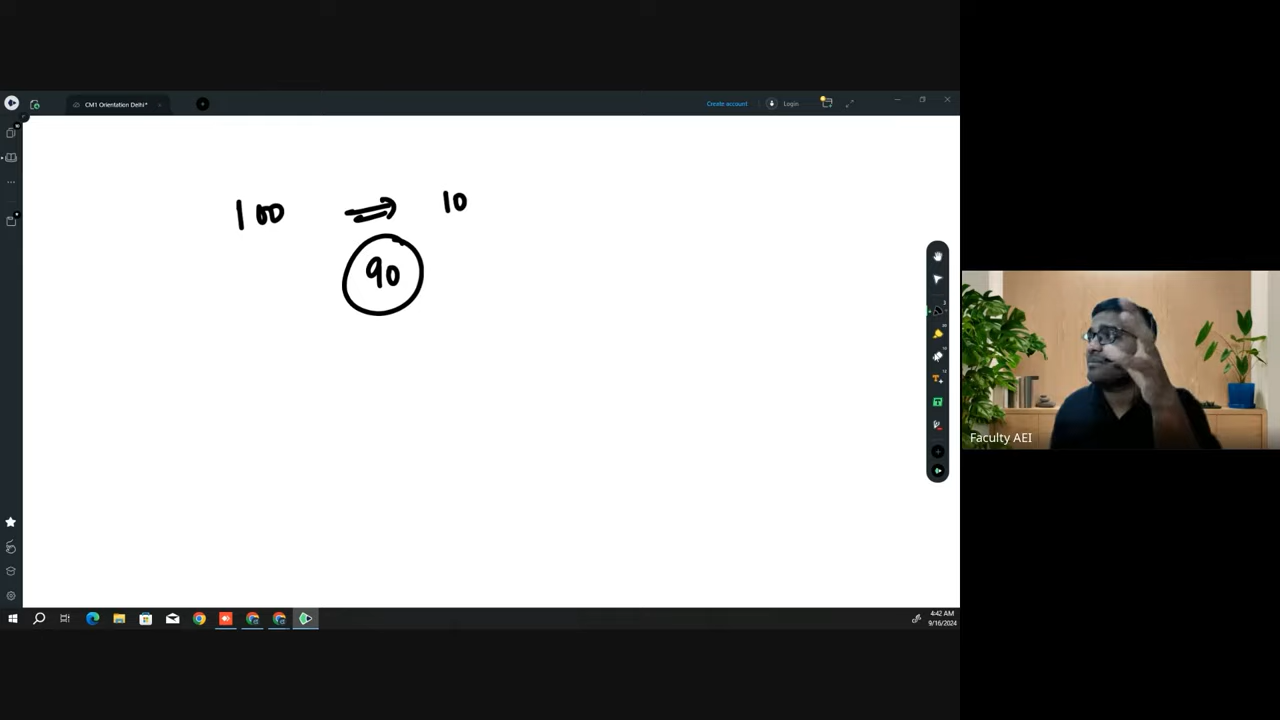 CM1 Orientation Delhi*
Create account
Login
100 ⇒ 10
90
Faculty AEI
4:42 AM
9/16/2024